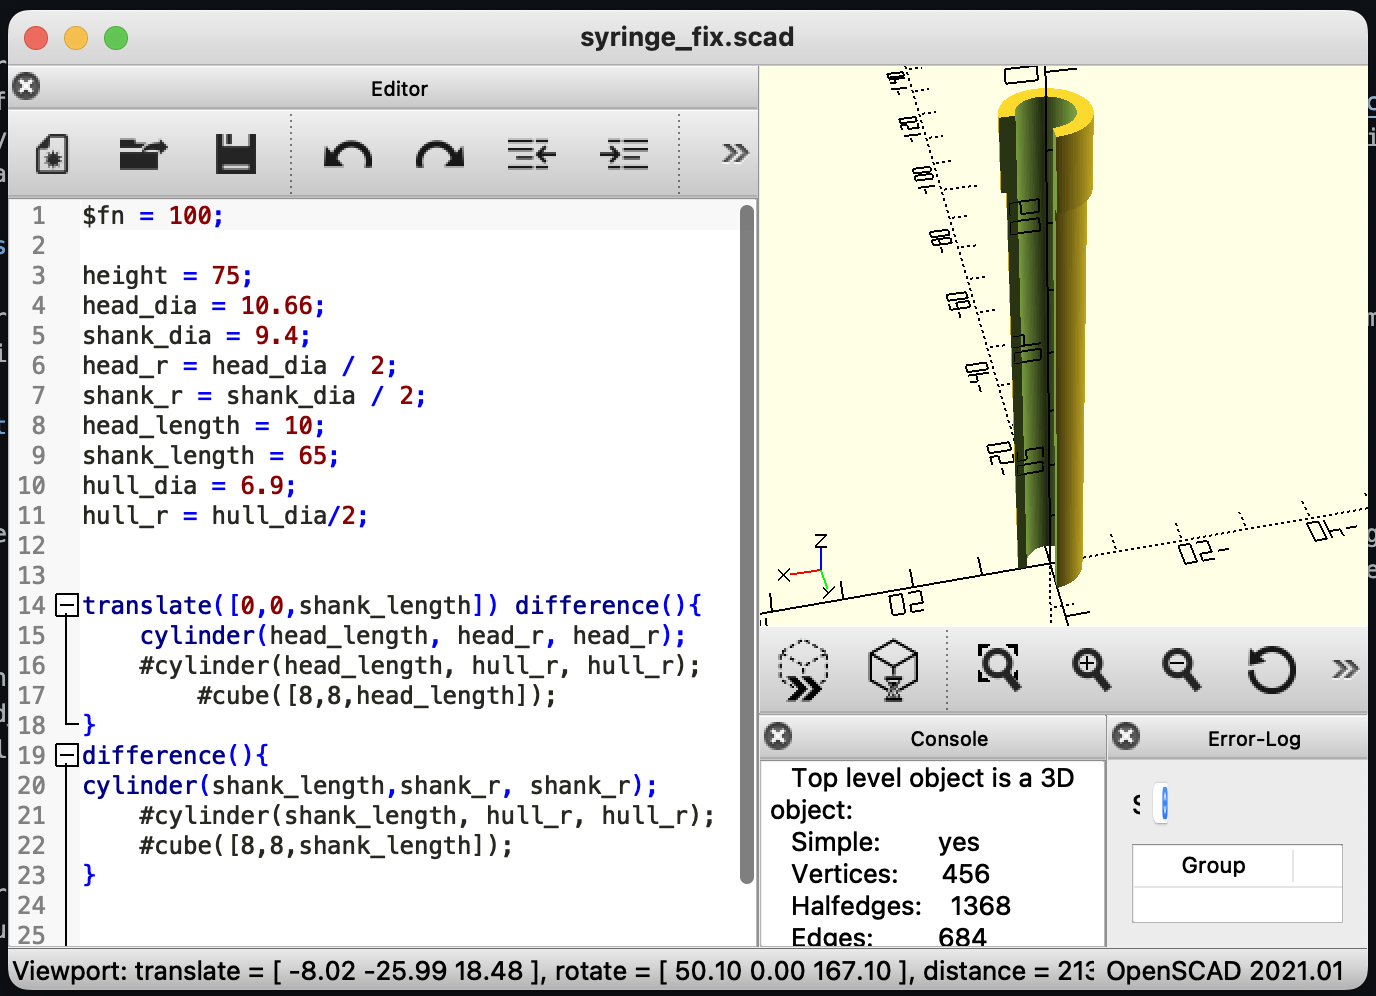 syringe_fix.scad
Editor
1 $fn = 100;
2
3 height = 75;
4 head_dia = 10.66;
5 shank_dia = 9.4;
6 head_r = head_dia / 2;
7 shank_r = shank_dia / 2;
8 head_length = 10;
9 shank_length = 65;
10 hull_dia = 6.9;
11 hull_r = hull_dia/2;
12
13
14 translate([0,0,shank_length]) difference(){
15 cylinder(head_length, head_r, head_r);
16 #cylinder(head_length, hull_r, hull_r);
17 #cube([8,8,head_length]);
18 }
19 difference(){
20 cylinder(shank_length,shank_r, shank_r);
21 #cylinder(shank_length, hull_r, hull_r);
22 #cube([8,8,shank_length]);
23 }
24
25
Z
X
Y
Console
Top level object is a 3D
object:
Simple: yes
Vertices: 456
Halfedges: 1368
Edges: 684
Error-Log
Group
Viewport: translate = [ -8.02 -25.99 18.48 ], rotate = [ 50.10 0.00 167.10 ], distance = 213 OpenSCAD 2021.01